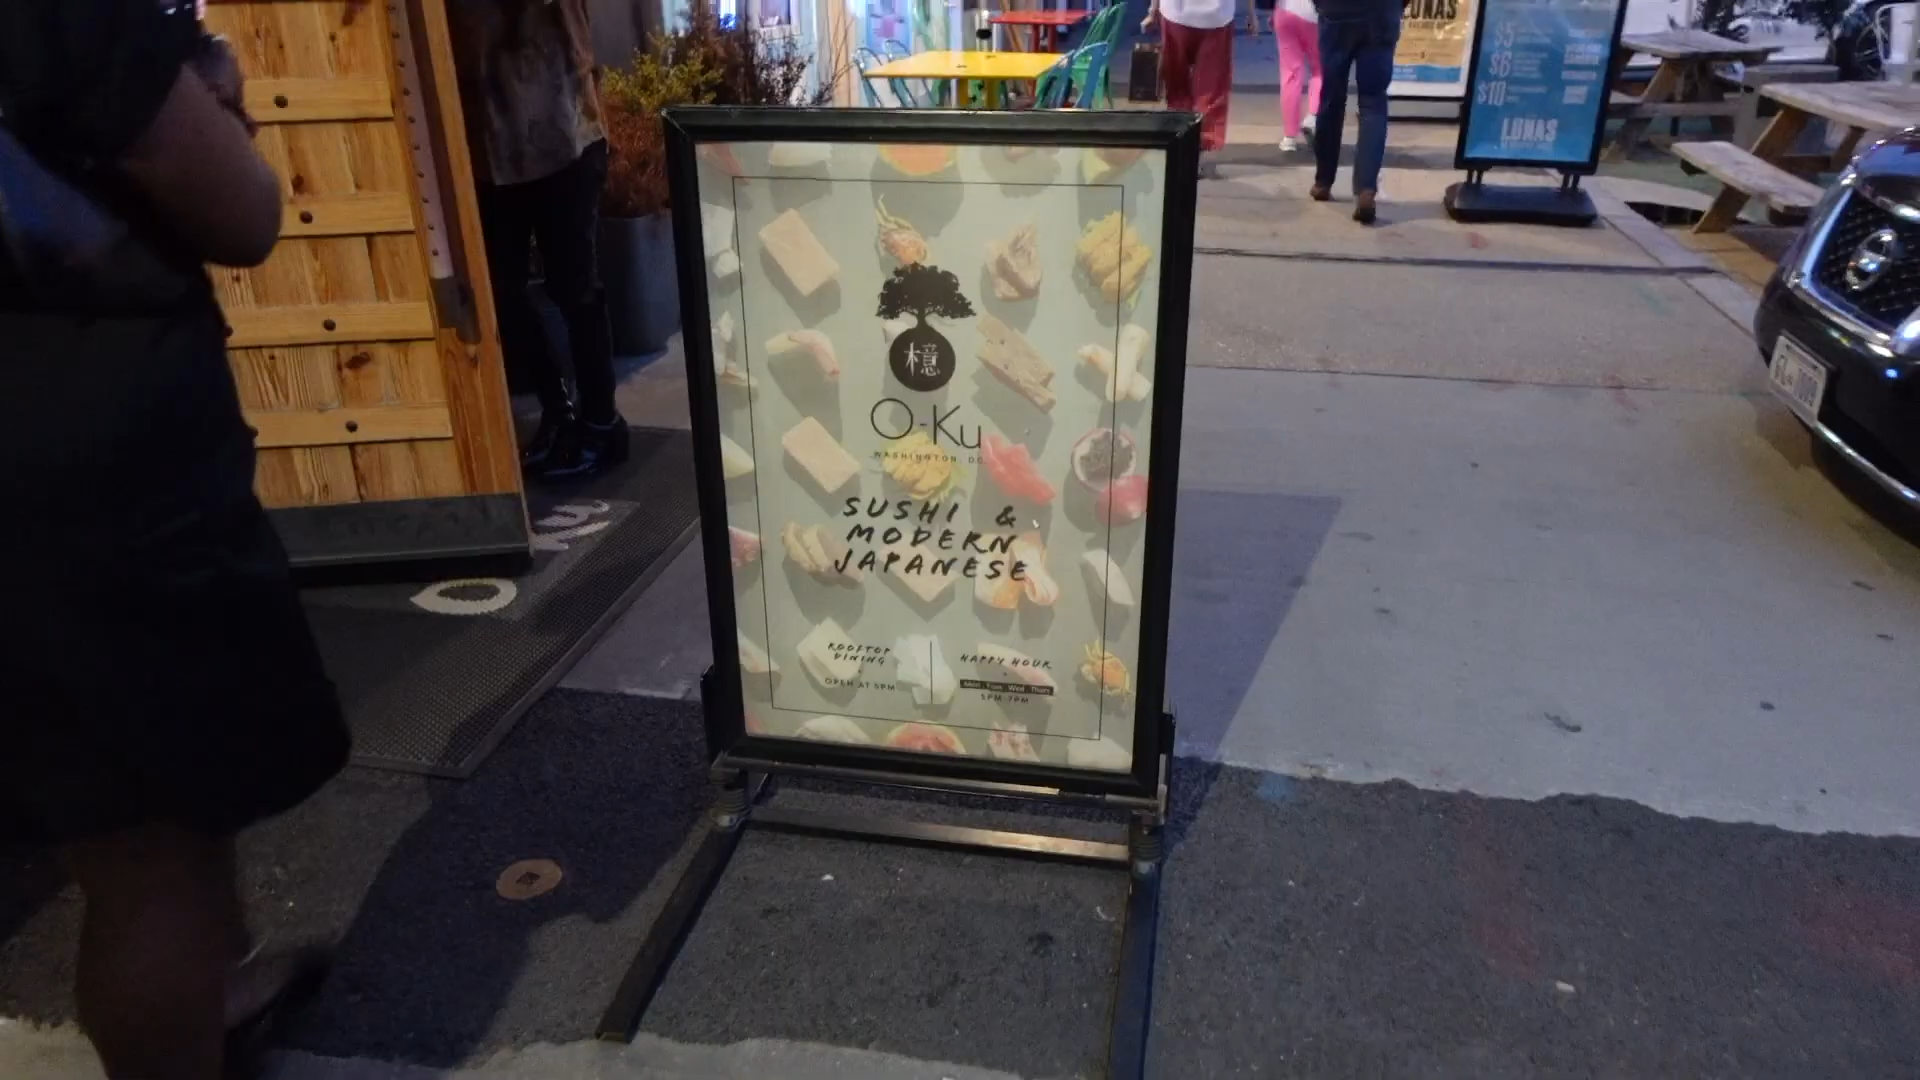 檍
O-Ku
WASHINGTON, DC
SUSHI &
MODERN
JAPANESE
ROOFTOP
DINING
OPEN AT 5PM
HAPPY HOUR
Mon, Tues, Wed, Thurs
5PM-7PM
LUNAS
$5
$6
$10
LUNAS